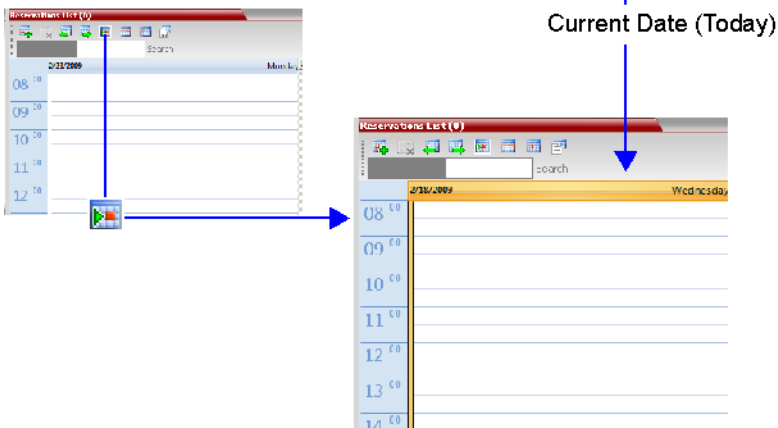 Reservations List (0)
Search
2/23/2009 Monday
08 00
09 00
10 00
11 00
12 00
Current Date (Today)
Reservations List (0)
Search
2/18/2009 Wednesday
08 00
09 00
10 00
11 00
12 00
13 00
14 00